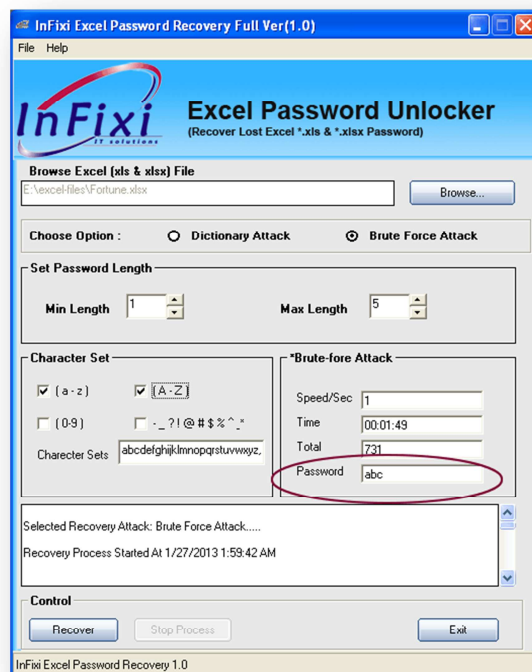 InFixi Excel Password Recovery Full Ver(1.0)
File Help
InFixi
IT solutions
Excel Password Unlocker
(Recover Lost Excel *.xls & *.xlsx Password)
Browse Excel (xls & xlsx) File
E:\excel-files\Fortune.xlsx
Browse...
Choose Option : Dictionary Attack Brute Force Attack
Set Password Length
Min Length 1 Max Length 5
Character Set
( a - z ) ( A - Z )
( 0-9 ) - _ ? ! @ # $ % ^ _ *
Charecter Sets abcdefghijklmnopqrstuvwxyz,
*Brute-fore Attack
Speed/Sec 1
Time 00:01:49
Total 731
Password abc
Selected Recovery Attack: Brute Force Attack.....
Recovery Process Started At 1/27/2013 1:59:42 AM
Control
Recover Stop Process Exit
InFixi Excel Password Recovery 1.0